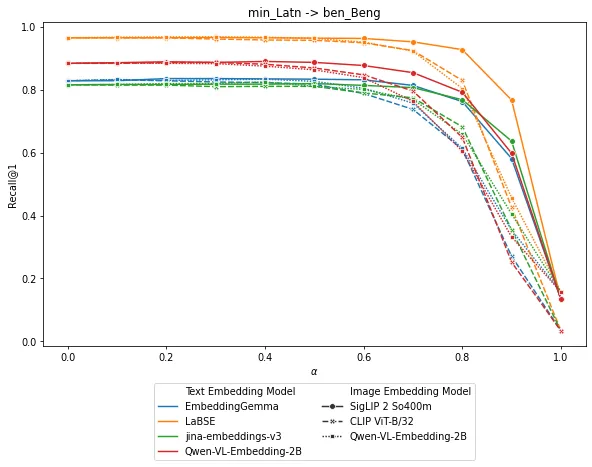 min_Latn -> ben_Beng
Recall@1
1.0
0.8
0.6
0.4
0.2
0.0
0.0 0.2 0.4 0.6 0.8 1.0
α
Text Embedding Model
EmbeddingGemma
LaBSE
jina-embeddings-v3
Qwen-VL-Embedding-2B
Image Embedding Model
SigLIP 2 So400m
CLIP ViT-B/32
Qwen-VL-Embedding-2B